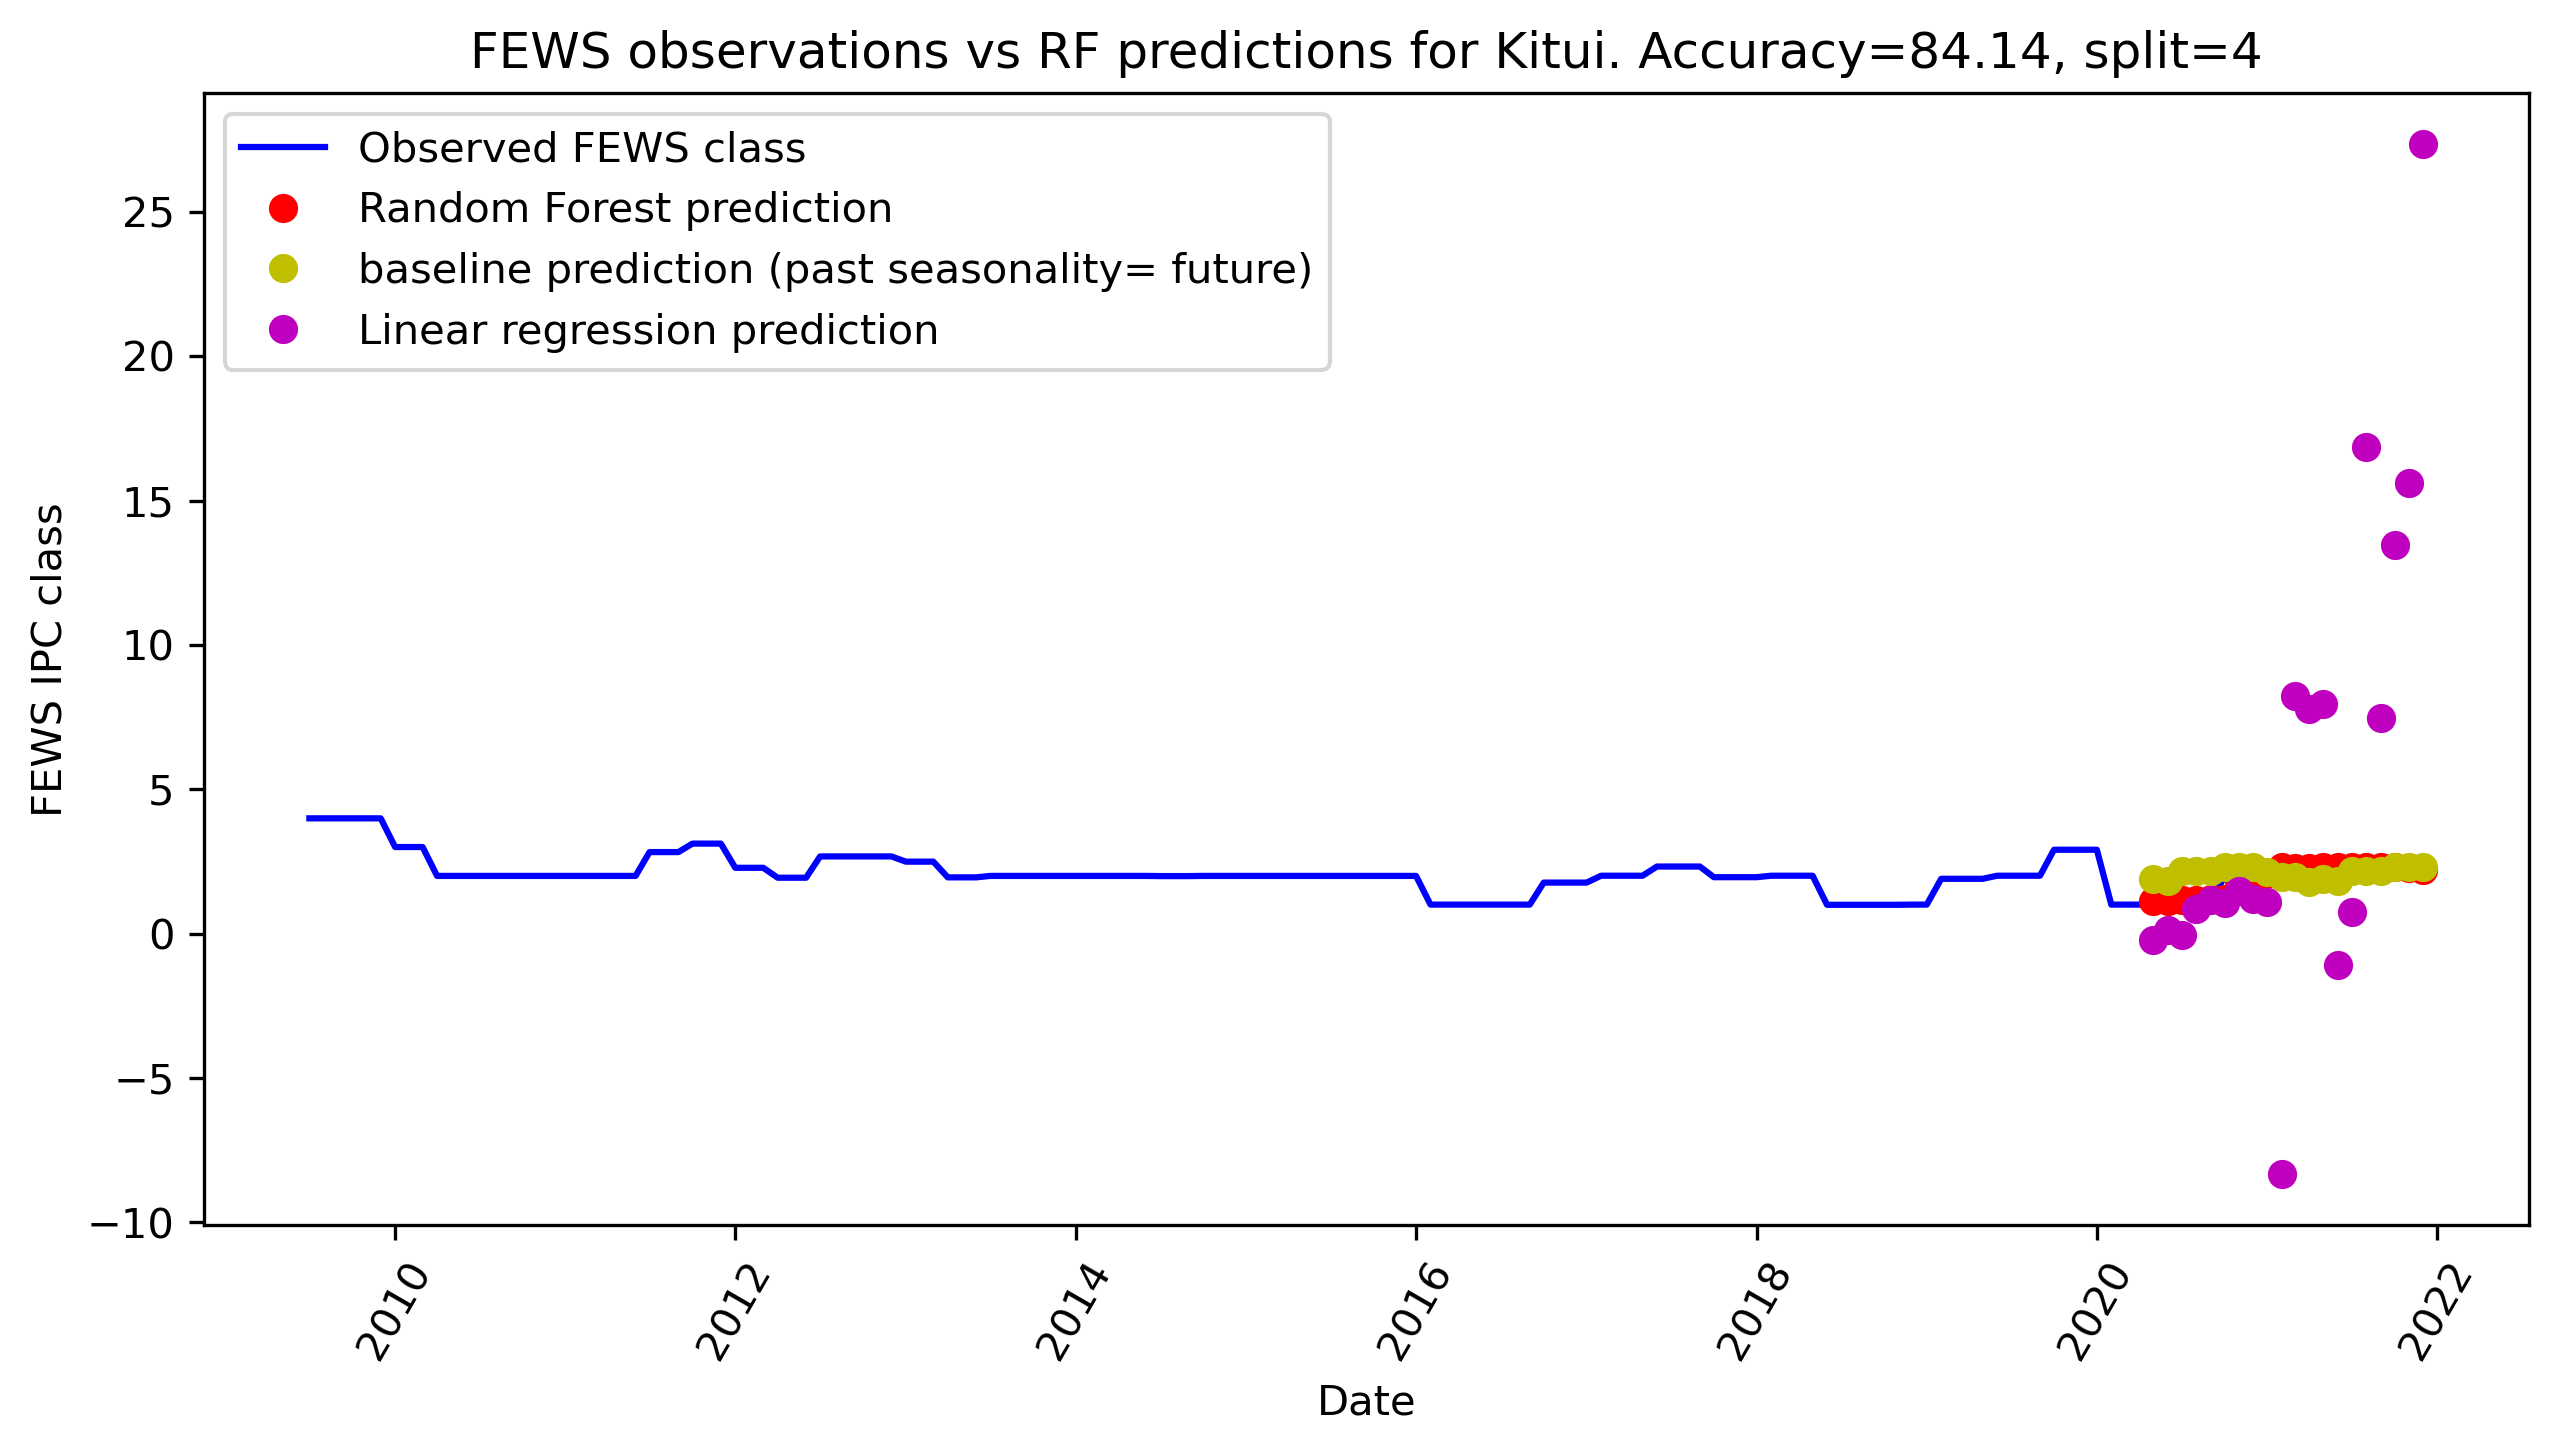 FEWS observations vs RF predictions for Kitui. Accuracy=84.14, split=4
Observed FEWS class
Random Forest prediction
baseline prediction (past seasonality= future)
Linear regression prediction
25
20
15
10
5
0
−5
−10
FEWS IPC class
2010
2012
2014
2016
2018
2020
2022
Date